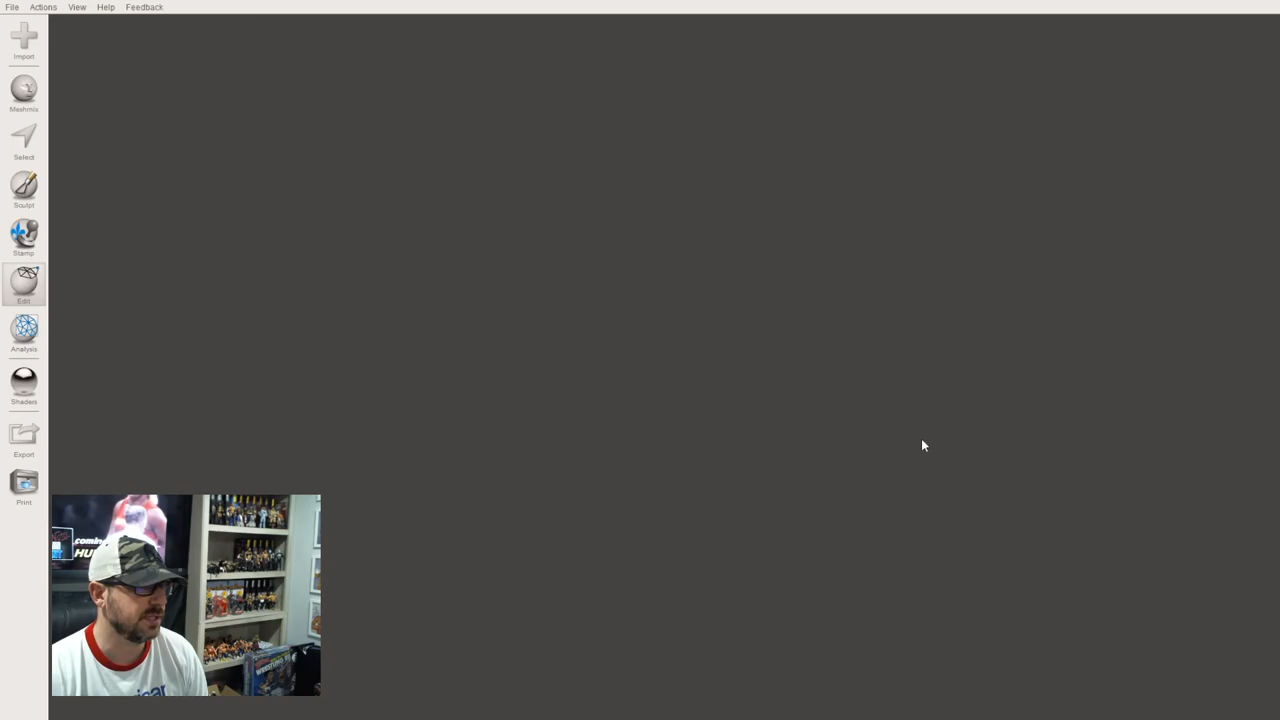 File Actions View Help Feedback
Import
Meshmix
Select
Sculpt
Stamp
Edit
Analysis
Shaders
Export
Print